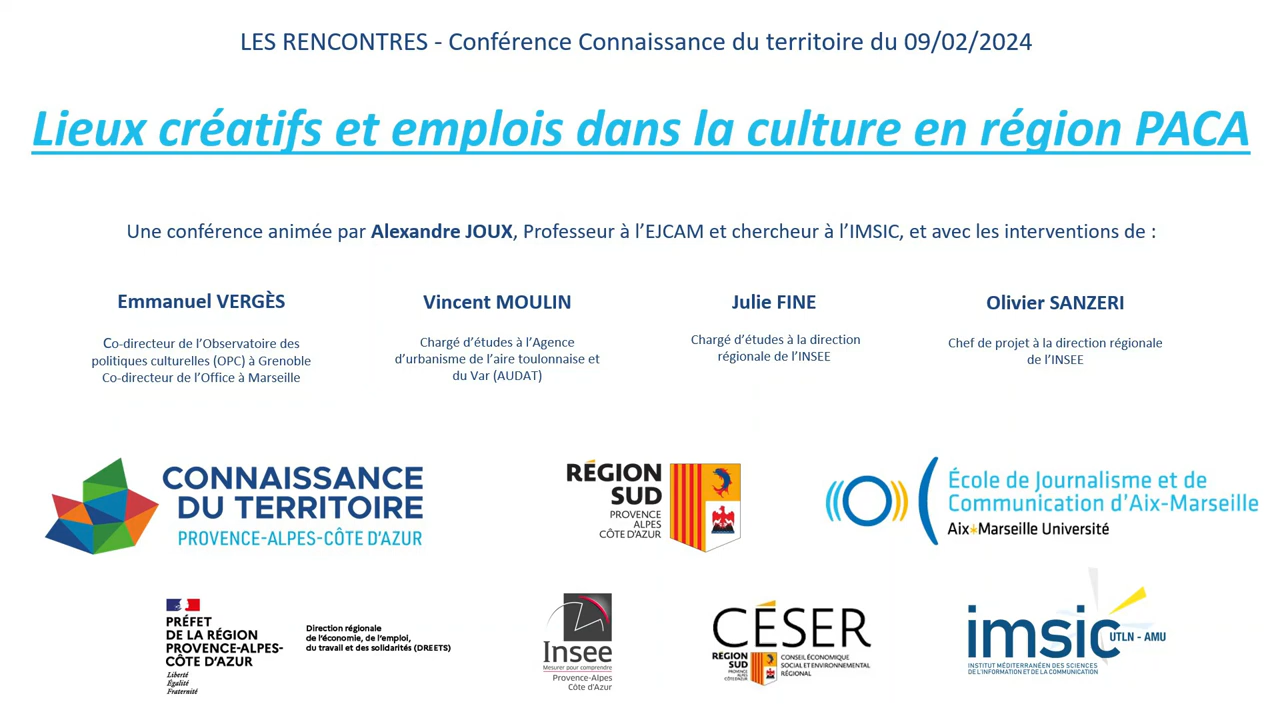 LES RENCONTRES - Conférence Connaissance du territoire du 09/02/2024
Lieux créatifs et emplois dans la culture en région PACA
Une conférence animée par Alexandre JOUX, Professeur à l'EJCAM et chercheur à l'IMSIC, et avec les interventions de :
Emmanuel VERGÈS
Co-directeur de l'Observatoire des
politiques culturelles (OPC) à Grenoble
Co-directeur de l'Office à Marseille
Vincent MOULIN
Chargé d'études à l'Agence
d'urbanisme de l'aire toulonnaise et
du Var (AUDAT)
Julie FINE
Chargé d'études à la direction
régionale de l'INSEE
Olivier SANZERI
Chef de projet à la direction régionale
de l'INSEE
CONNAISSANCE
DU TERRITOIRE
PROVENCE-ALPES-CÔTE D'AZUR
RÉGION
SUD
PROVENCE
ALPES
CÔTE D'AZUR
École de Journalisme et de
Communication d'Aix-Marseille
Aix*Marseille Université
PRÉFET
DE LA RÉGION
PROVENCE-ALPES-
CÔTE D'AZUR
Liberté
Égalité
Fraternité
Direction régionale
de l'économie, de l'emploi,
du travail et des solidarités (DREETS)
Insee
Mesurer pour comprendre
Provence-Alpes
Côte d'Azur
CÉSER
RÉGION
SUD
PROVENCE
ALPES
CÔTE D'AZUR
CONSEIL ÉCONOMIQUE
SOCIAL ET ENVIRONNEMENTAL
RÉGIONAL
imsic
UTLN - AMU
INSTITUT MÉDITERRANÉEN DES SCIENCES
DE L'INFORMATION ET DE LA COMMUNICATION